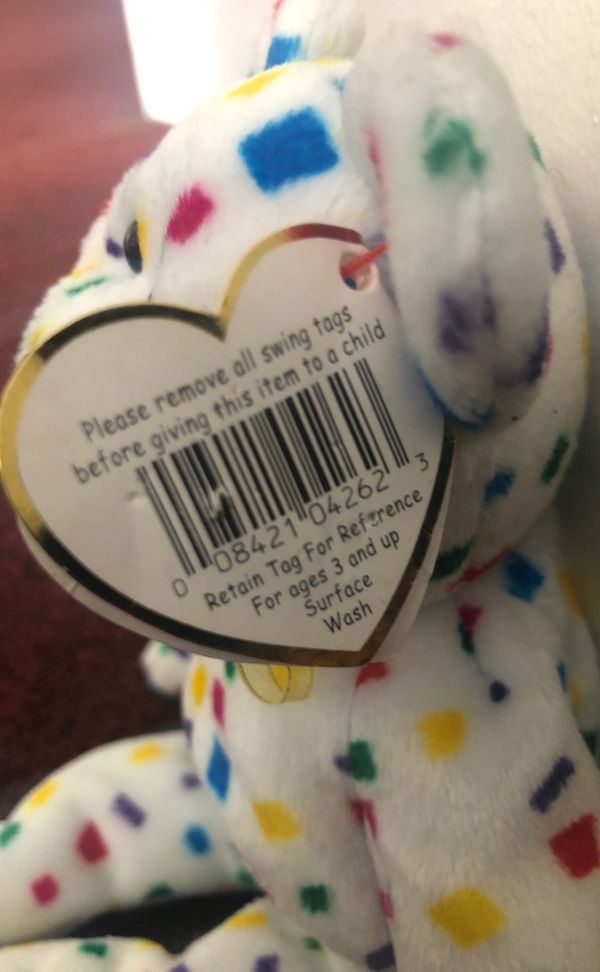 Please remove all swing tags
before giving this item to a child
0 08421 04262 3
Retain Tag For Reference
For ages 3 and up
Surface
Wash